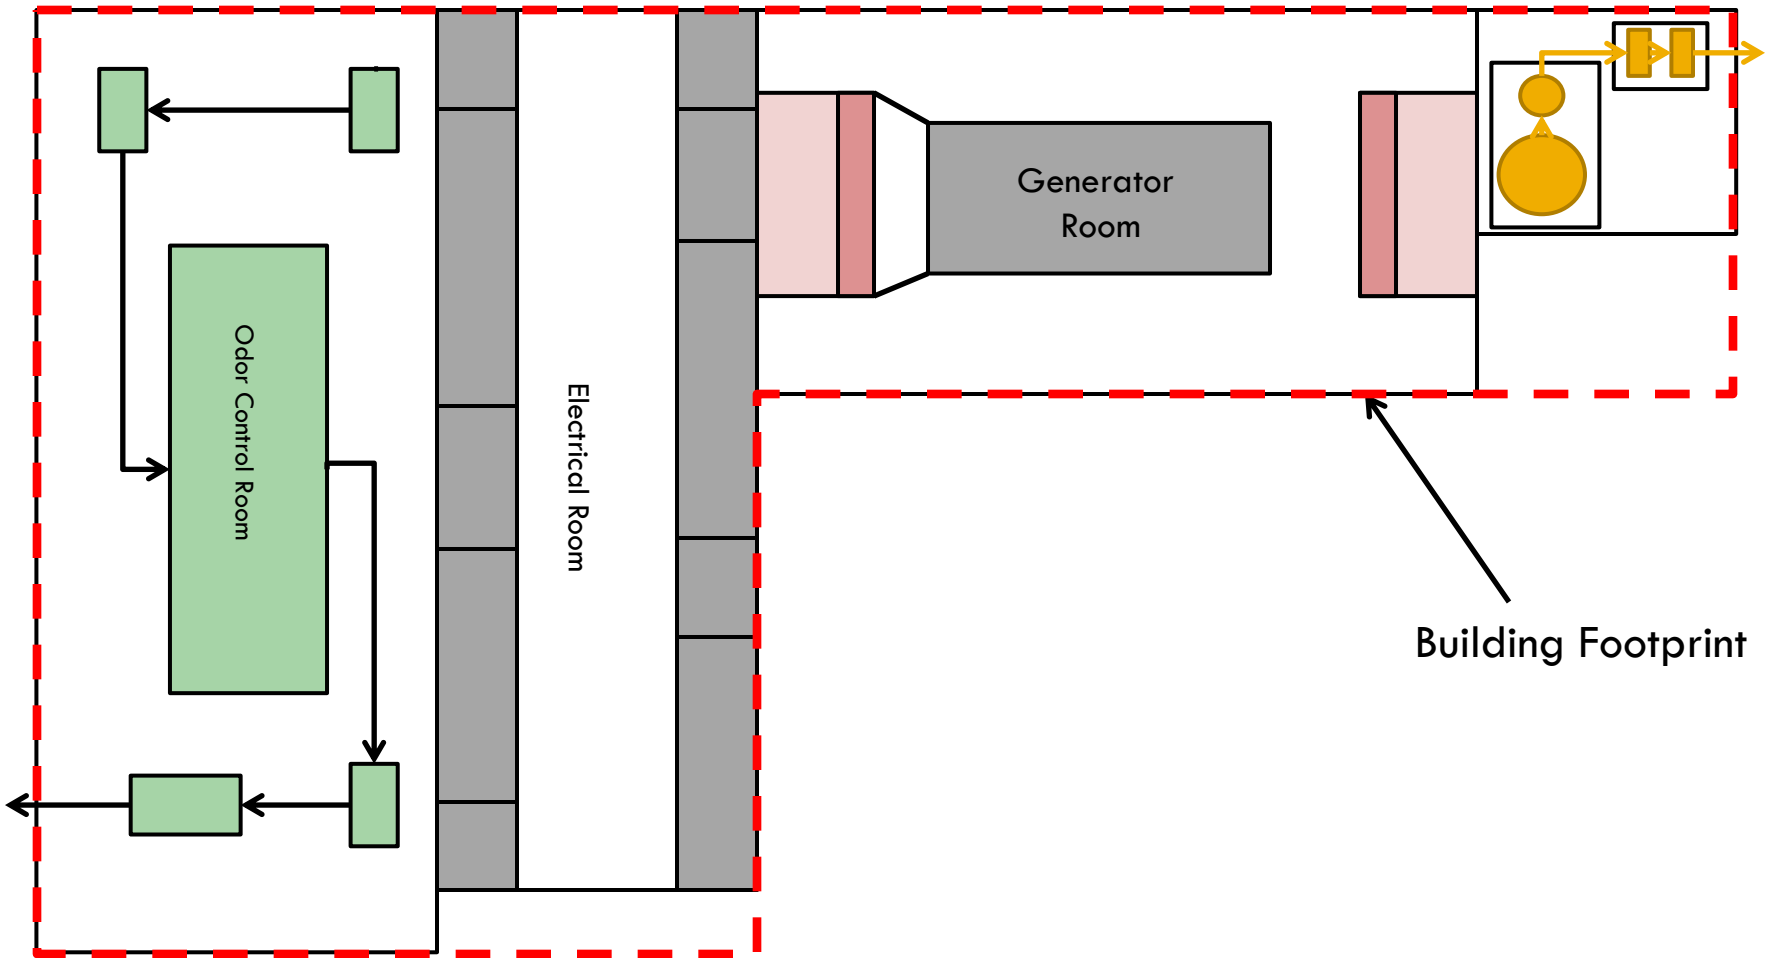 Odor Control Room
Electrical Room
Generator
Room
Building Footprint